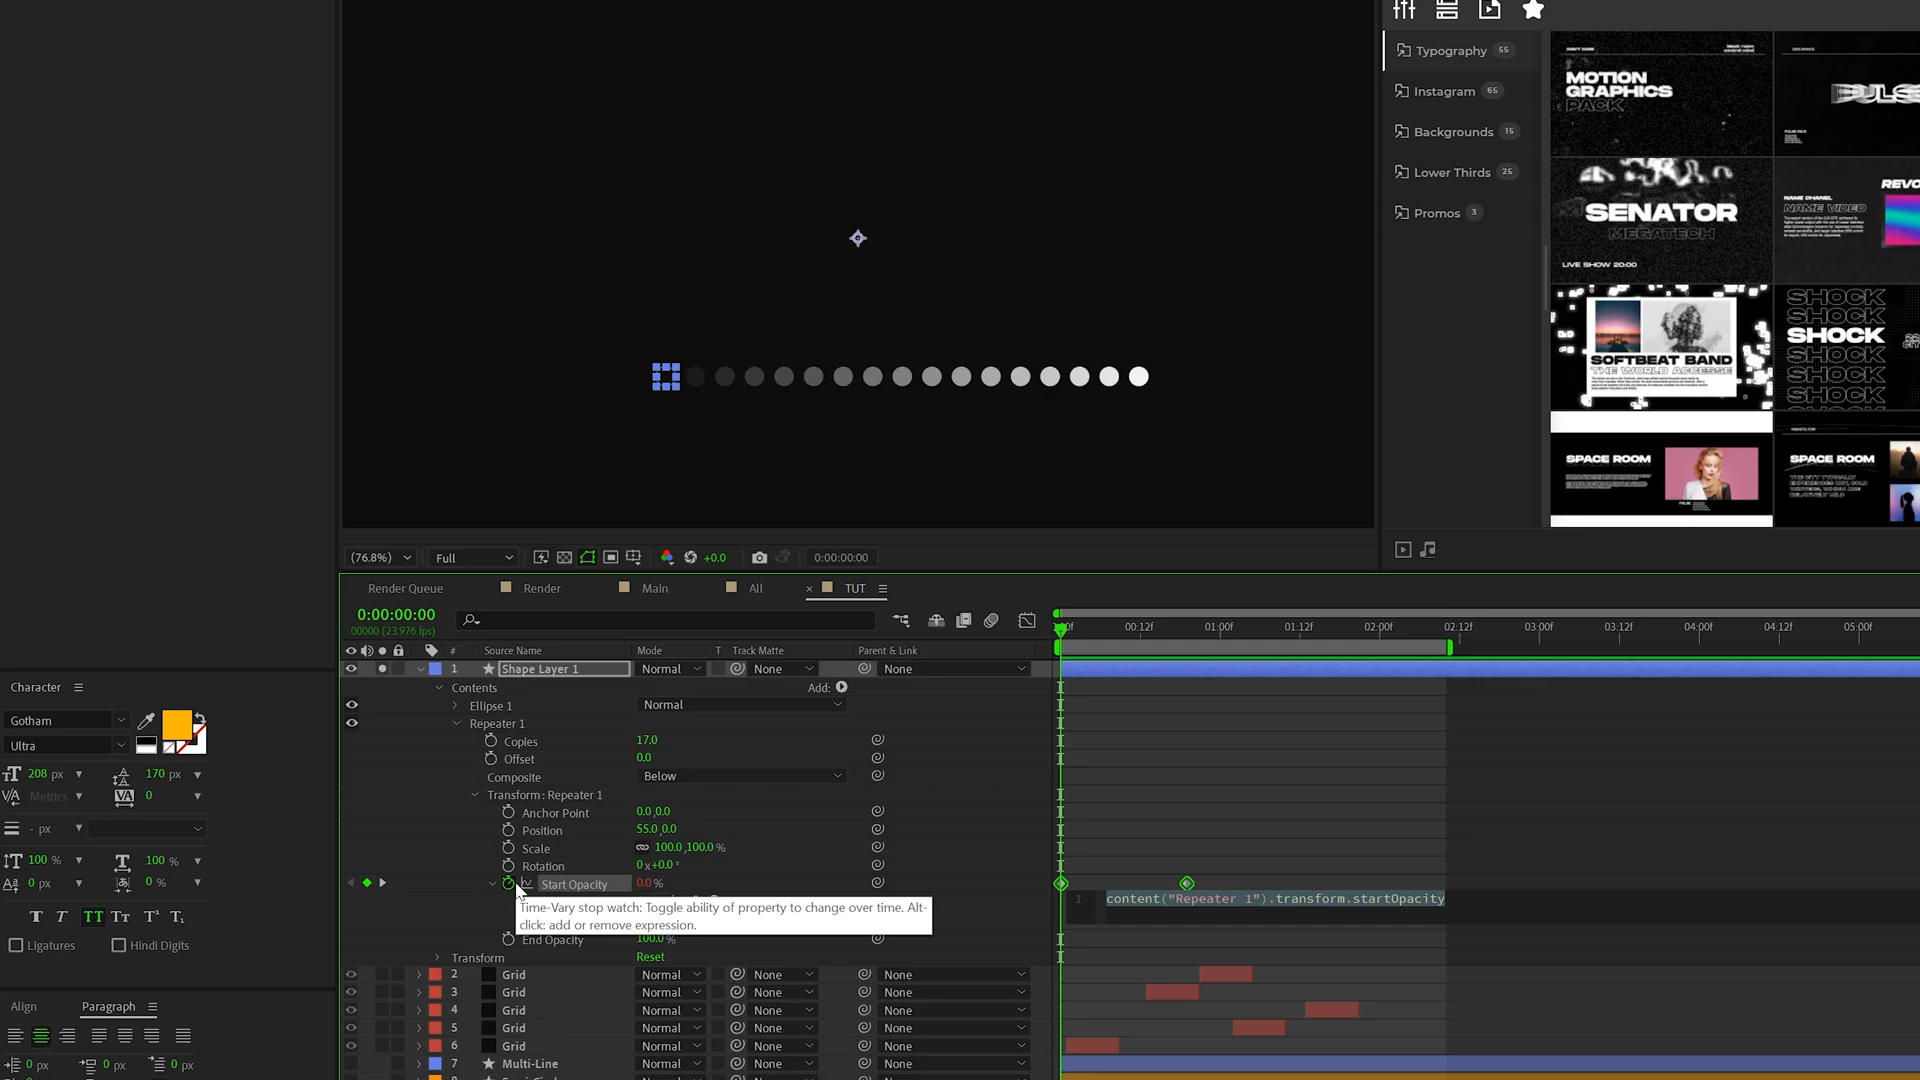 Typography 55
Instagram 65
Backgrounds 15
Lower Thirds 25
Promos 3
MOTION
GRAPHICS
PACK
PULSE
SENATOR
MEGATECH
LIVE SHOW 20:00
REVO
NAME CHANEL
NAME VIDEO
SOFTBEAT BAND
THE WORLD ACCESSE
SHOCK
SHOCK
SHOCK
SHOCK
SHOCK
SHOCK
SPACE ROOM
SPACE ROOM
(76.8%)
Full
+0.0
0:00:00:00
Render Queue
Render
Main
All
× TUT
0:00:00:00
00000 (23.976 fps)
:00f 00:12f 01:00f 01:12f 02:00f 02:12f 03:00f 03:12f 04:00f 04:12f 05:00f
# Source Name Mode T Track Matte Parent & Link
1 Shape Layer 1 Normal None None
Contents Add:
Ellipse 1 Normal
Repeater 1
Copies 17.0
Offset 0.0
Composite Below
Transform: Repeater 1
Anchor Point 0.0,0.0
Position 55.0,0.0
Scale 100.0,100.0 %
Rotation 0x+0.0°
Start Opacity 0.0 %
1 content("Repeater 1").transform.startOpacity
Time-Vary stop watch: Toggle ability of property to change over time. Alt-
click: add or remove expression.
End Opacity 100.0 %
Transform Reset
2 Grid Normal None None
3 Grid Normal None None
4 Grid Normal None None
5 Grid Normal None None
6 Grid Normal None None
7 Multi-Line Normal None None
Character
Gotham
Ultra
208 px 170 px
Metrics 0
- px
100 % 100 %
0 px 0 %
T T TT Tt T¹ T₁
Ligatures Hindi Digits
Align Paragraph
0 px 0 px 0 px